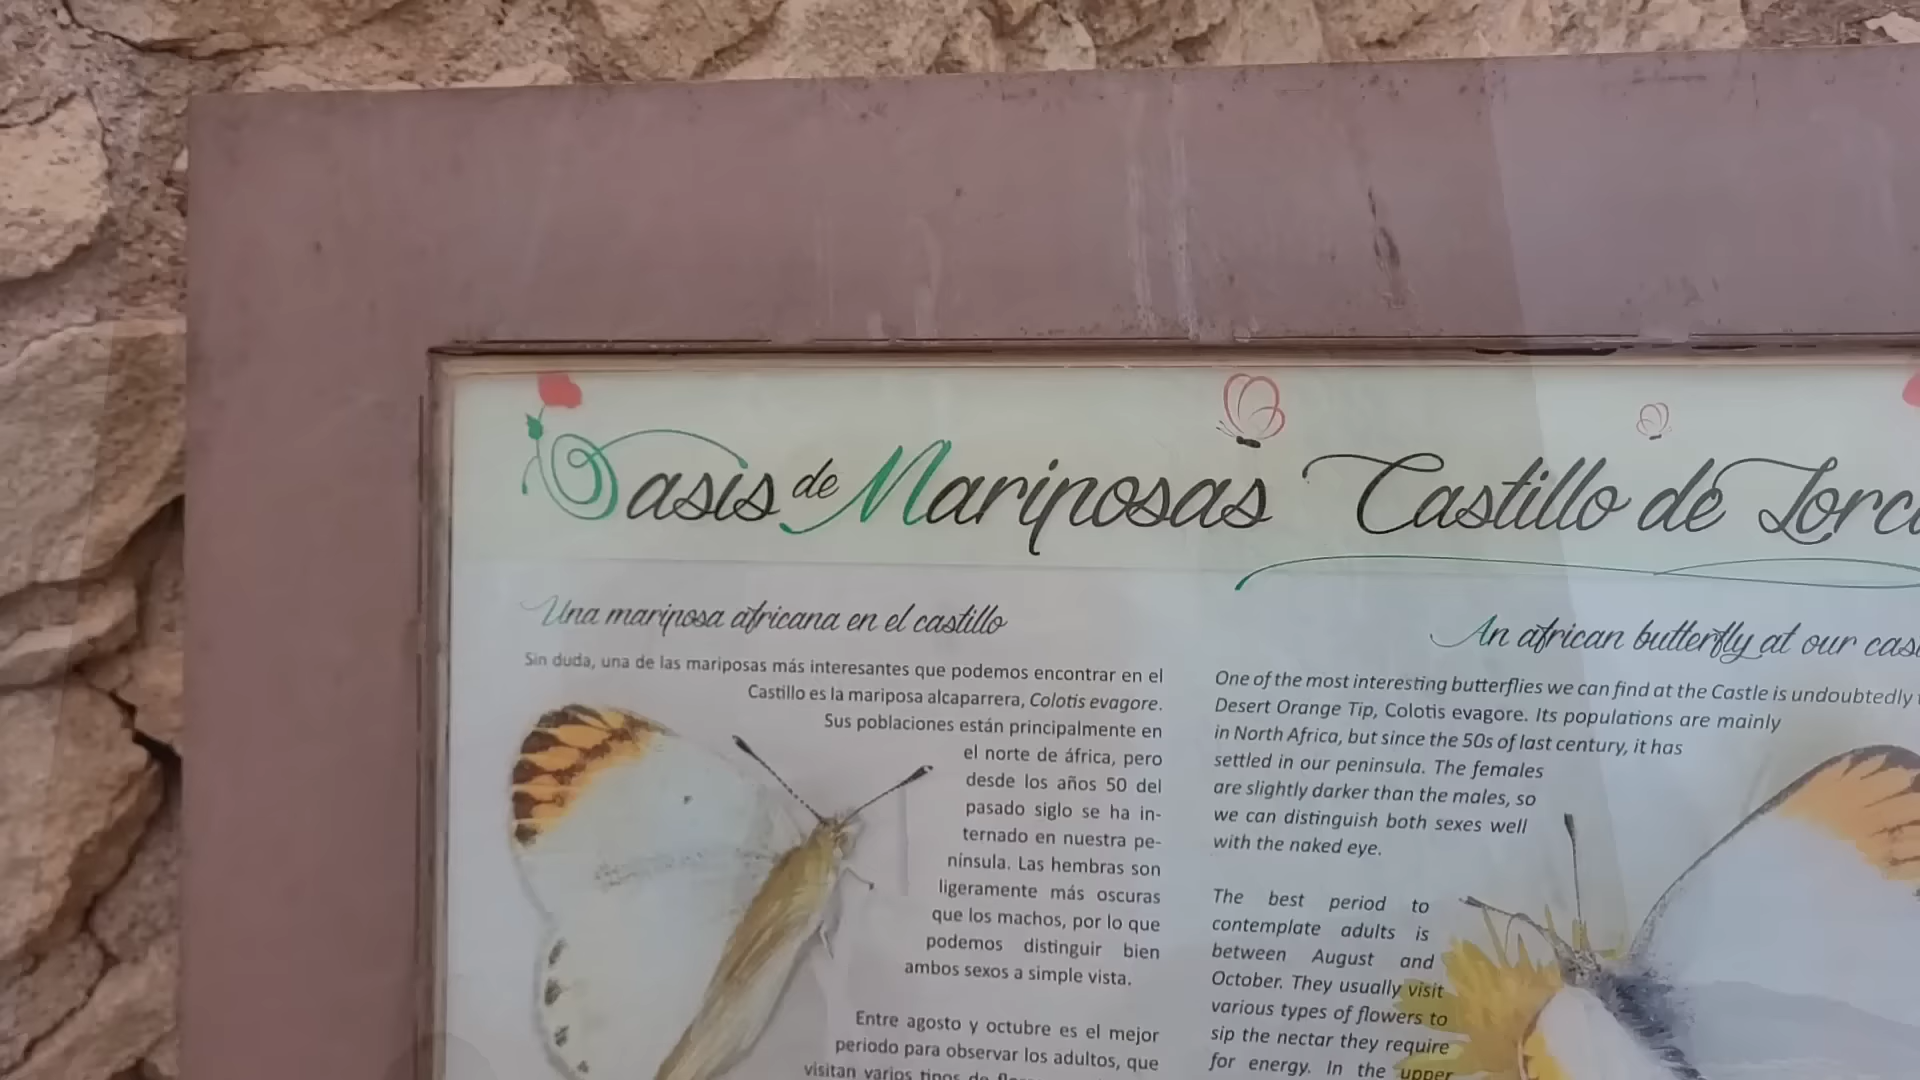 Oasis de Mariposas Castillo de Lorc
Una mariposa africana en el castillo
Sin duda, una de las mariposas más interesantes que podemos encontrar en el
Castillo es la mariposa alcaparrera, Colotis evagore.
Sus poblaciones están principalmente en
el norte de áfrica, pero
desde los años 50 del
pasado siglo se ha in-
ternado en nuestra pe-
nínsula. Las hembras son
ligeramente más oscuras
que los machos, por lo que
podemos distinguir bien
ambos sexos a simple vista.
Entre agosto y octubre es el mejor
periodo para observar los adultos, que
visitan varios tipos de
An african butterfly at our cas
One of the most interesting butterflies we can find at the Castle is undoubtedly
Desert Orange Tip, Colotis evagore. Its populations are mainly
in North Africa, but since the 50s of last century, it has
settled in our peninsula. The females
are slightly darker than the males, so
we can distinguish both sexes well
with the naked eye.
The best period to
contemplate adults is
between August and
October. They usually visit
various types of flowers to
sip the nectar they require
for energy. In the upper